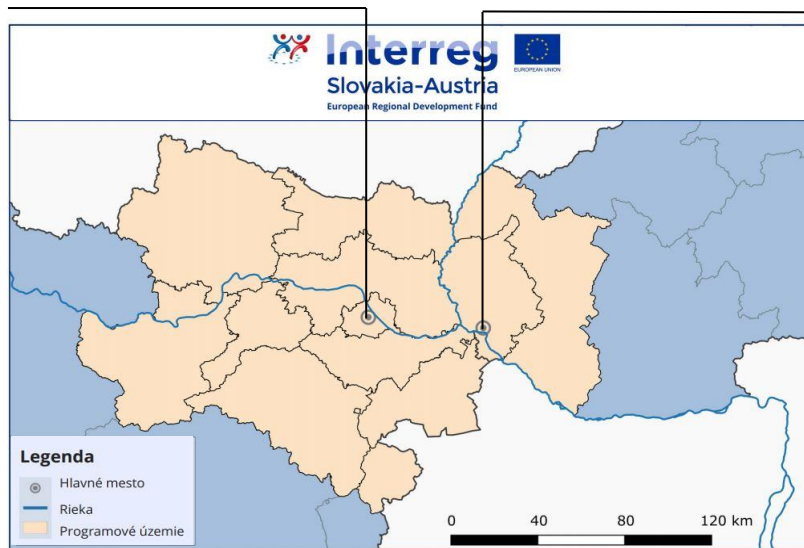 Interreg
EUROPEAN UNION
Slovakia-Austria
European Regional Development Fund
Legenda
Hlavné mesto
Rieka
Programové územie
0 40 80 120 km